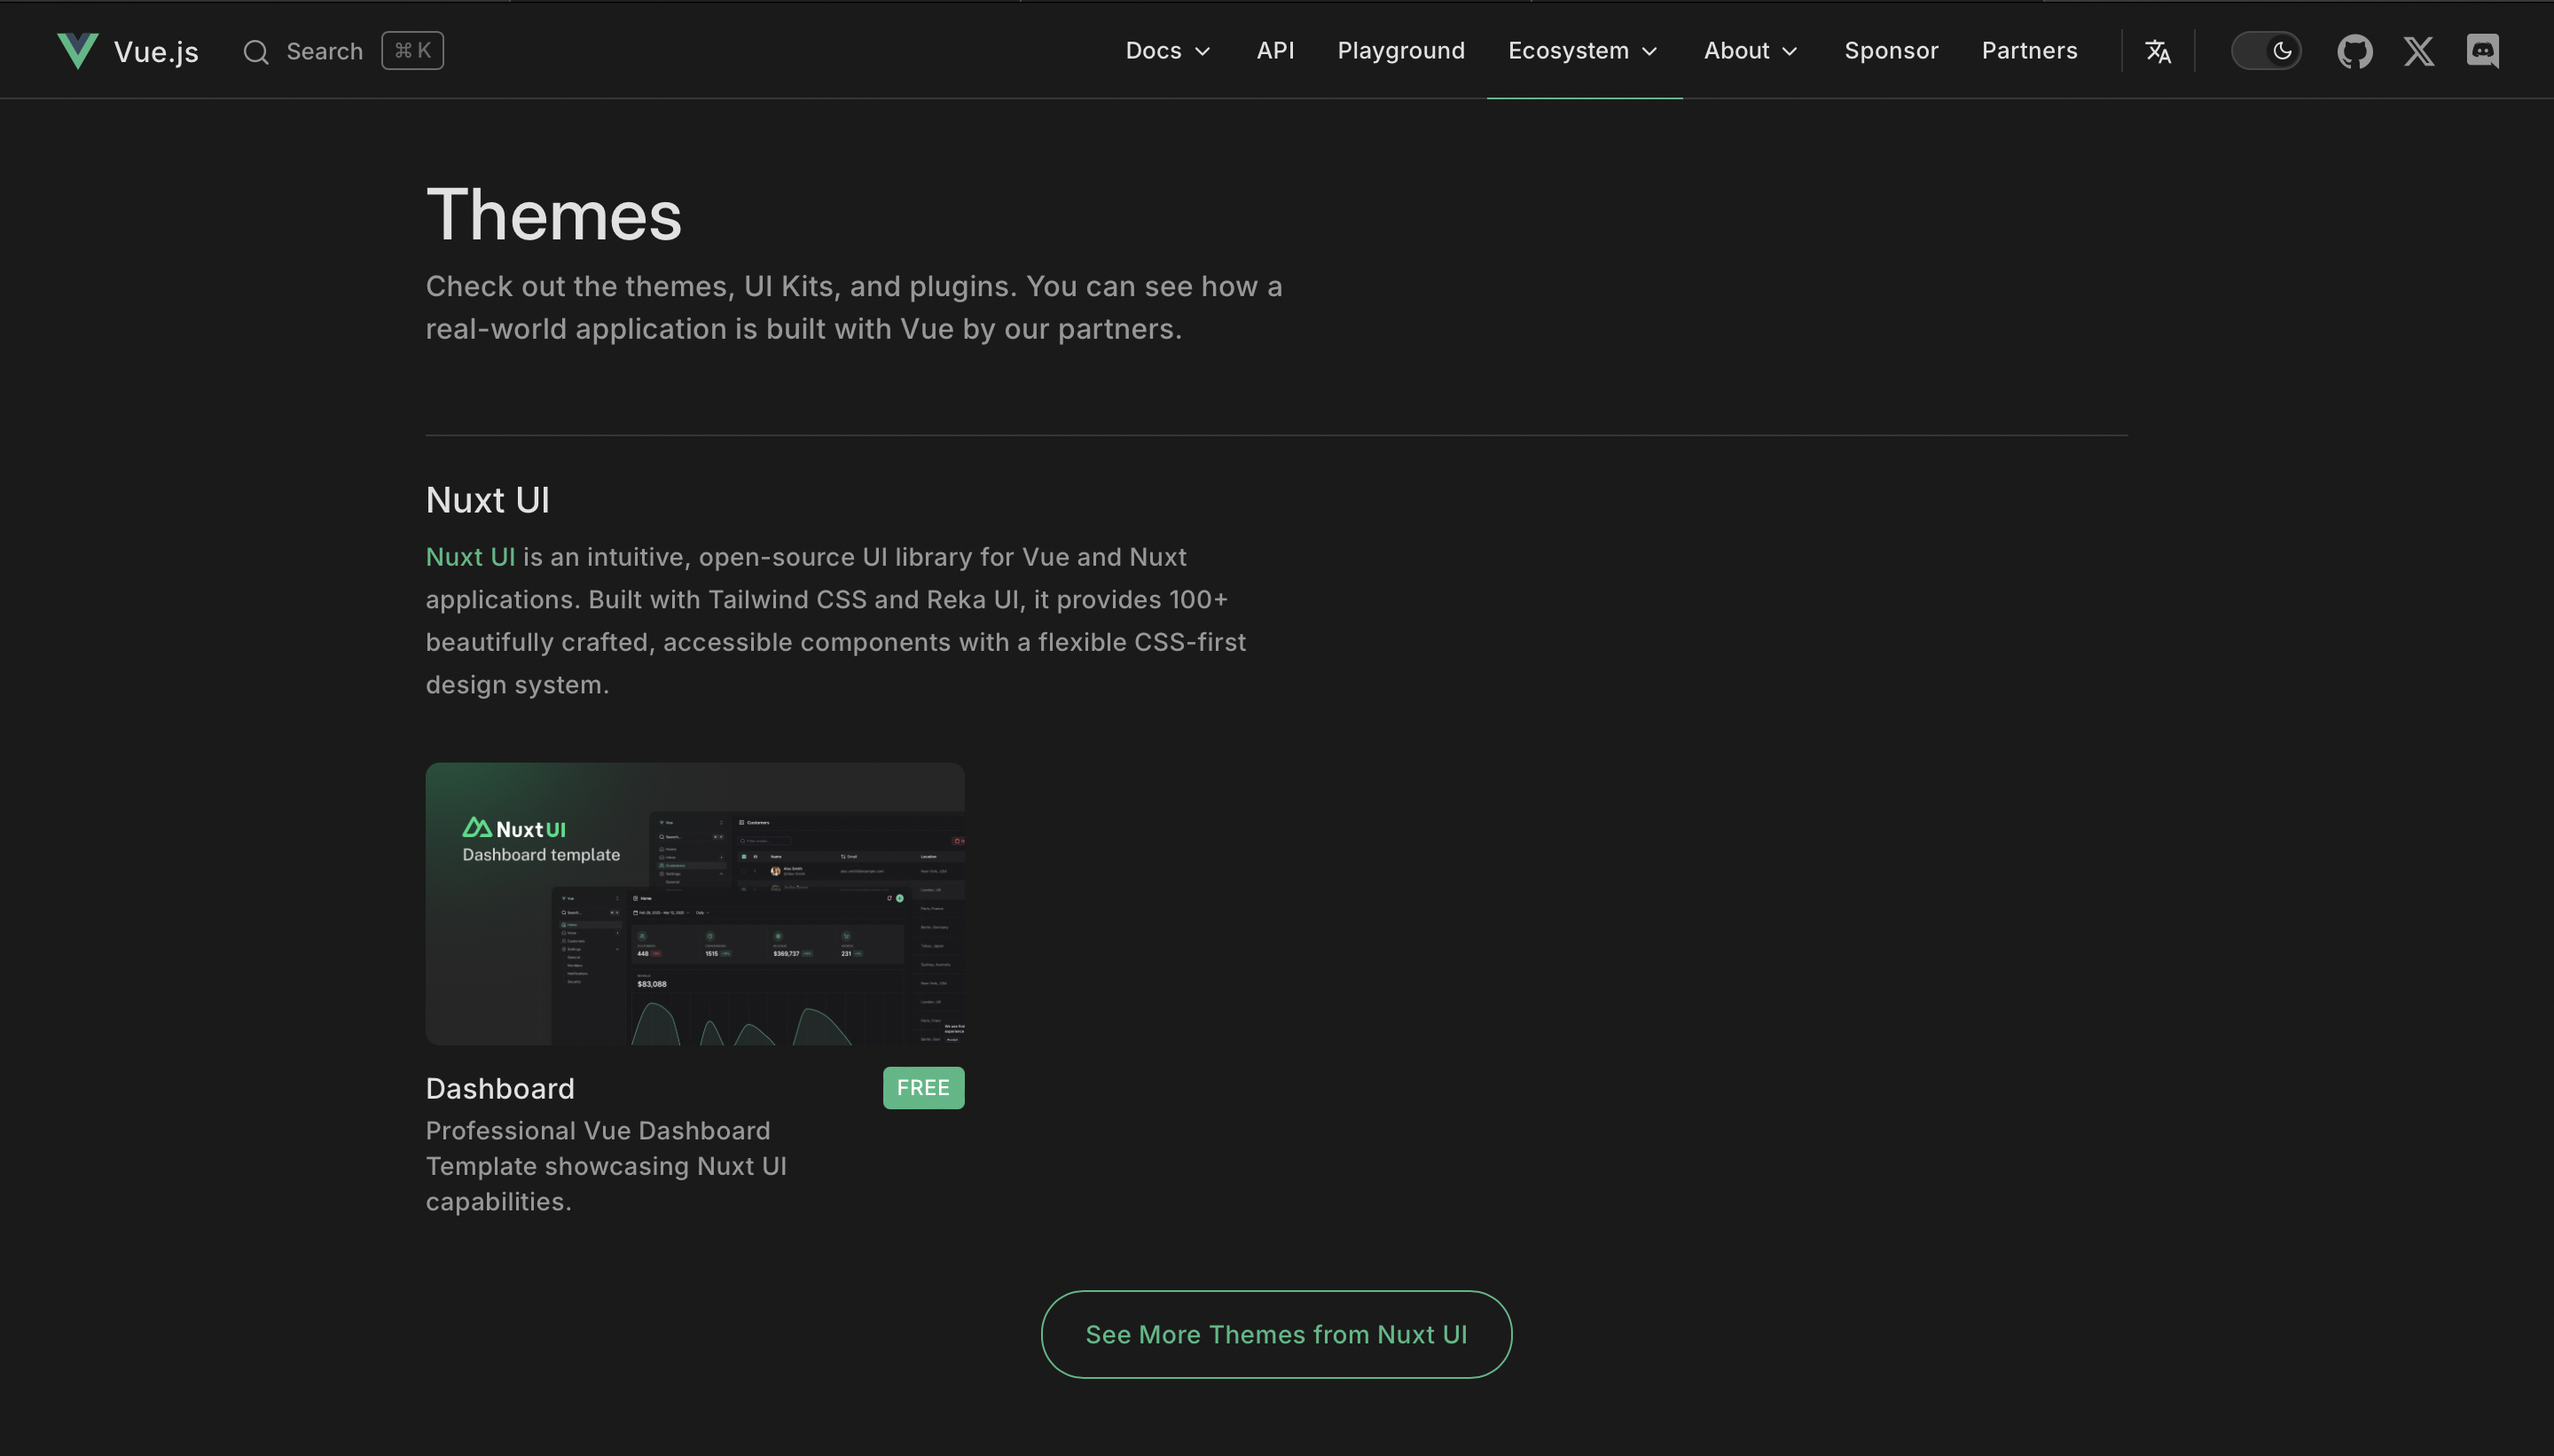 Vue.js
Search
⌘ K
Docs
API
Playground
Ecosystem
About
Sponsor
Partners
Themes
Check out the themes, UI Kits, and plugins. You can see how a
real-world application is built with Vue by our partners.
Nuxt UI
Nuxt UI is an intuitive, open-source UI library for Vue and Nuxt
applications. Built with Tailwind CSS and Reka UI, it provides 100+
beautifully crafted, accessible components with a flexible CSS-first
design system.
NuxtUI
Dashboard template
Customers
Name
Email
Location
Home
448
1515
$369,737
231
$83,088
Dashboard
FREE
Professional Vue Dashboard
Template showcasing Nuxt UI
capabilities.
See More Themes from Nuxt UI